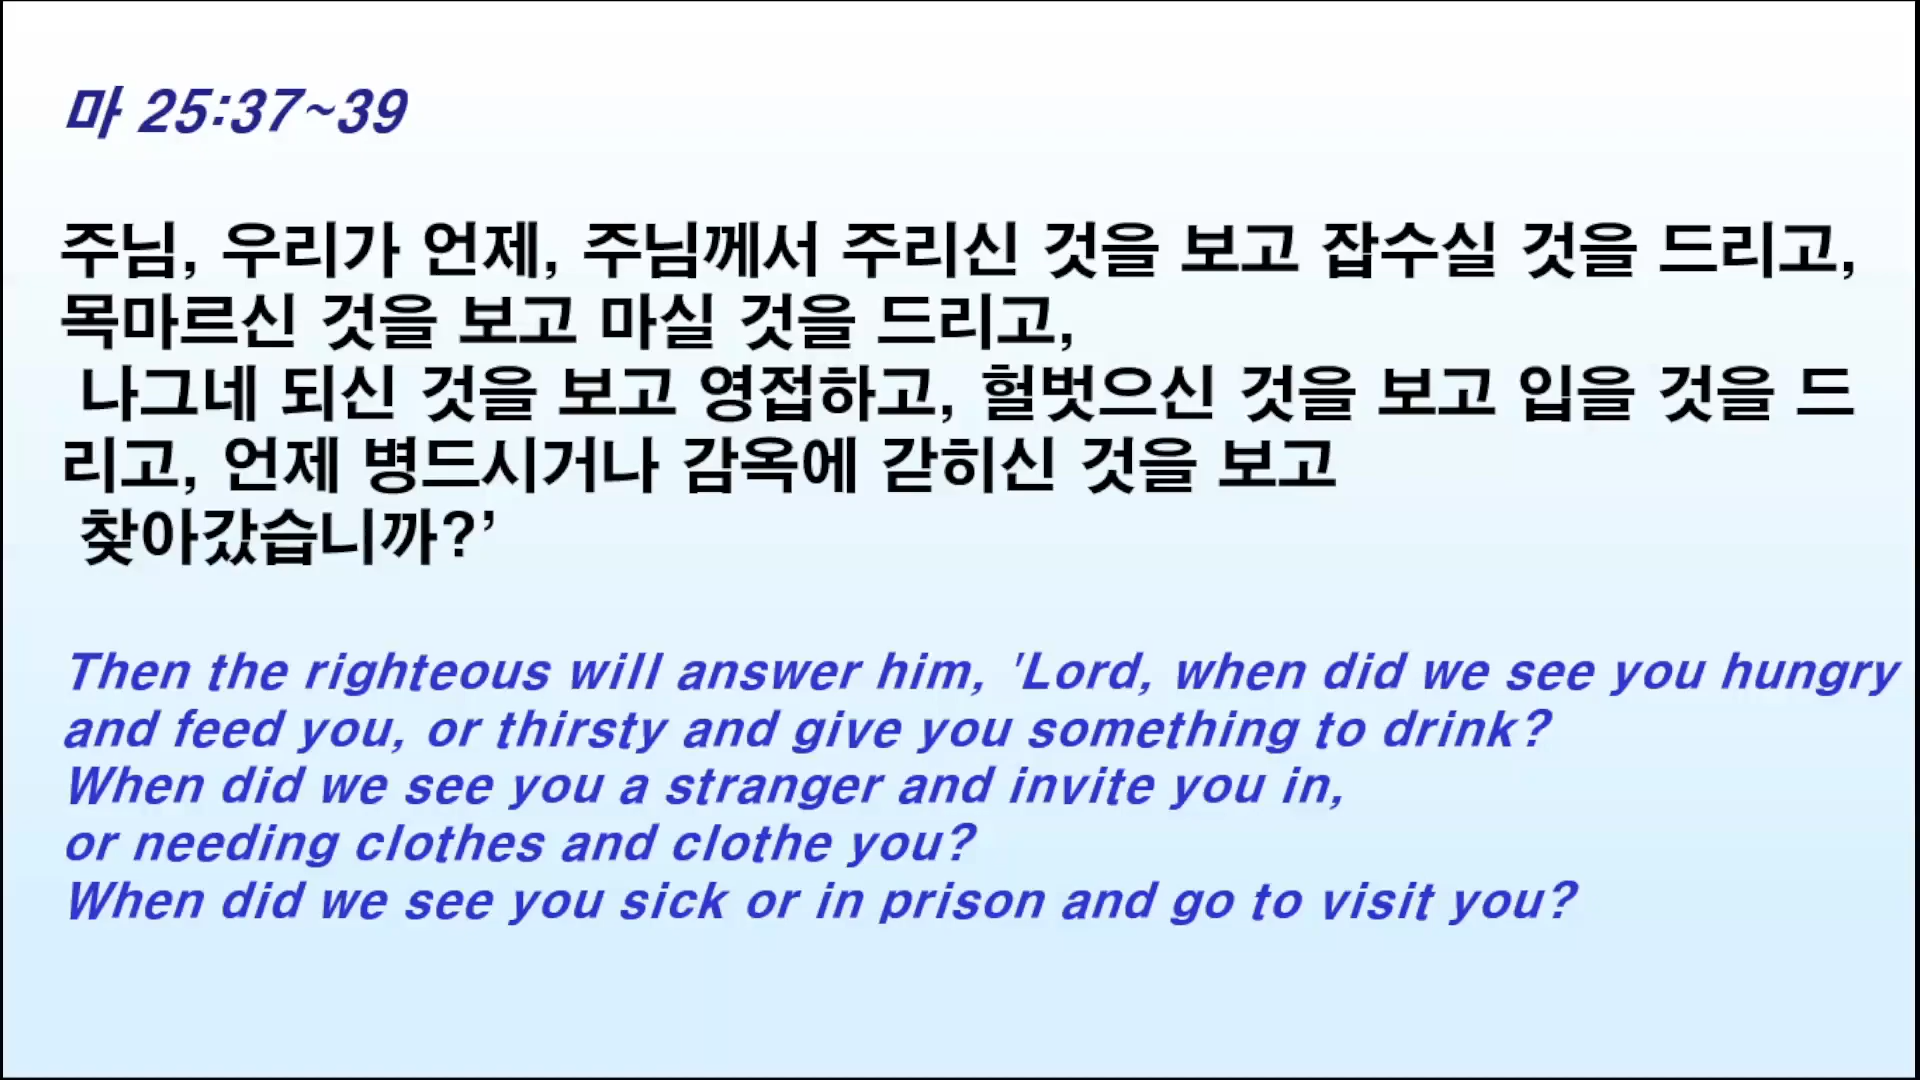 마 25:37~39
주님, 우리가 언제, 주님께서 주리신 것을 보고 잡수실 것을 드리고,
목마르신 것을 보고 마실 것을 드리고,
나그네 되신 것을 보고 영접하고, 헐벗으신 것을 보고 입을 것을 드
리고, 언제 병드시거나 감옥에 갇히신 것을 보고
찾아갔습니까?’
Then the righteous will answer him, 'Lord, when did we see you hungry
and feed you, or thirsty and give you something to drink?
When did we see you a stranger and invite you in,
or needing clothes and clothe you?
When did we see you sick or in prison and go to visit you?